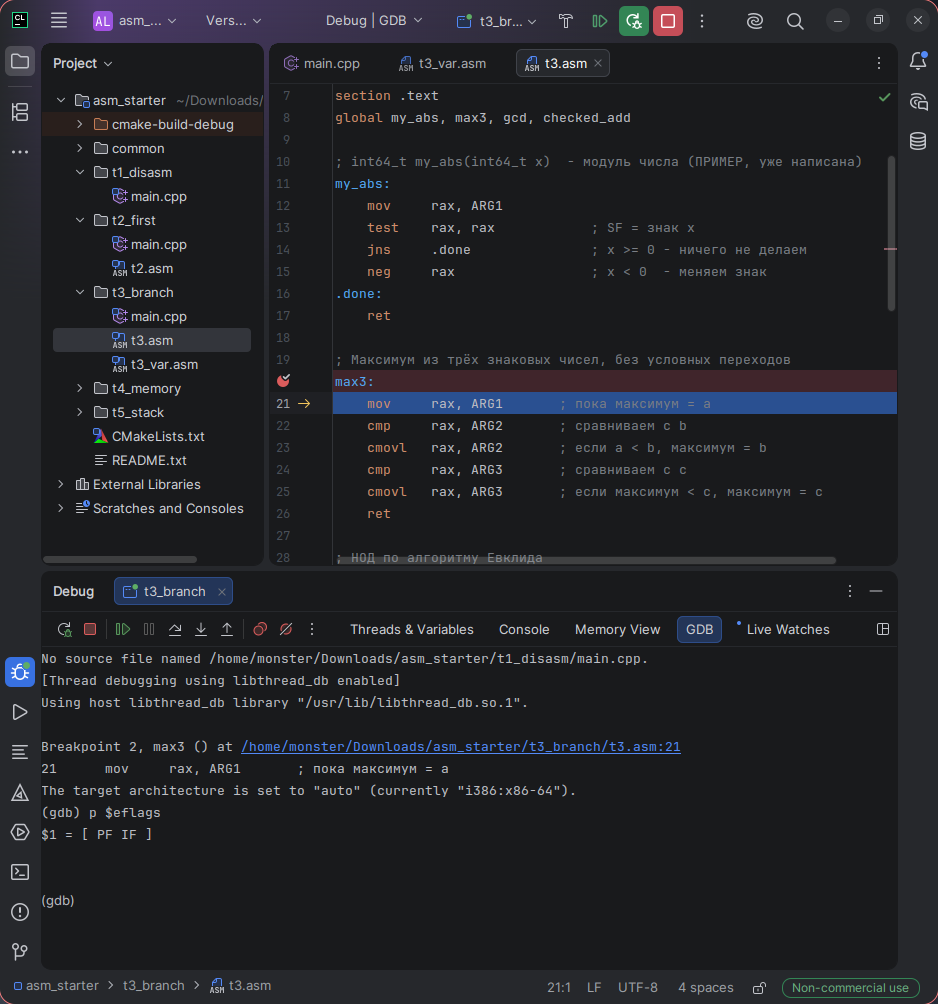 CL
AL asm_...
Vers...
Debug | GDB
t3_br...
Project
main.cpp
ASM t3_var.asm
ASM t3.asm
asm_starter ~/Downloads/
cmake-build-debug
common
t1_disasm
main.cpp
t2_first
main.cpp
ASM t2.asm
t3_branch
main.cpp
ASM t3.asm
ASM t3_var.asm
t4_memory
t5_stack
CMakeLists.txt
README.txt
External Libraries
Scratches and Consoles
7 section .text
8 global my_abs, max3, gcd, checked_add
9
10 ; int64_t my_abs(int64_t x) - модуль числа (ПРИМЕР, уже написана)
11 my_abs:
12 mov rax, ARG1
13 test rax, rax ; SF = знак x
14 jns .done ; x >= 0 - ничего не делаем
15 neg rax ; x < 0 - меняем знак
16 .done:
17 ret
18
19 ; Максимум из трёх знаковых чисел, без условных переходов
max3:
21 mov rax, ARG1 ; пока максимум = a
22 cmp rax, ARG2 ; сравниваем с b
23 cmovl rax, ARG2 ; если a < b, максимум = b
24 cmp rax, ARG3 ; сравниваем с c
25 cmovl rax, ARG3 ; если максимум < c, максимум = c
26 ret
27
28 ; НОД по алгоритму Евклида
Debug
t3_branch
Threads & Variables
Console
Memory View
GDB
Live Watches
No source file named /home/monster/Downloads/asm_starter/t1_disasm/main.cpp.
[Thread debugging using libthread_db enabled]
Using host libthread_db library "/usr/lib/libthread_db.so.1".
Breakpoint 2, max3 () at /home/monster/Downloads/asm_starter/t3_branch/t3.asm:21
21 mov rax, ARG1 ; пока максимум = a
The target architecture is set to "auto" (currently "i386:x86-64").
(gdb) p $eflags
$1 = [ PF IF ]
(gdb)
asm_starter > t3_branch > ASM t3.asm
21:1 LF UTF-8 4 spaces Non-commercial use